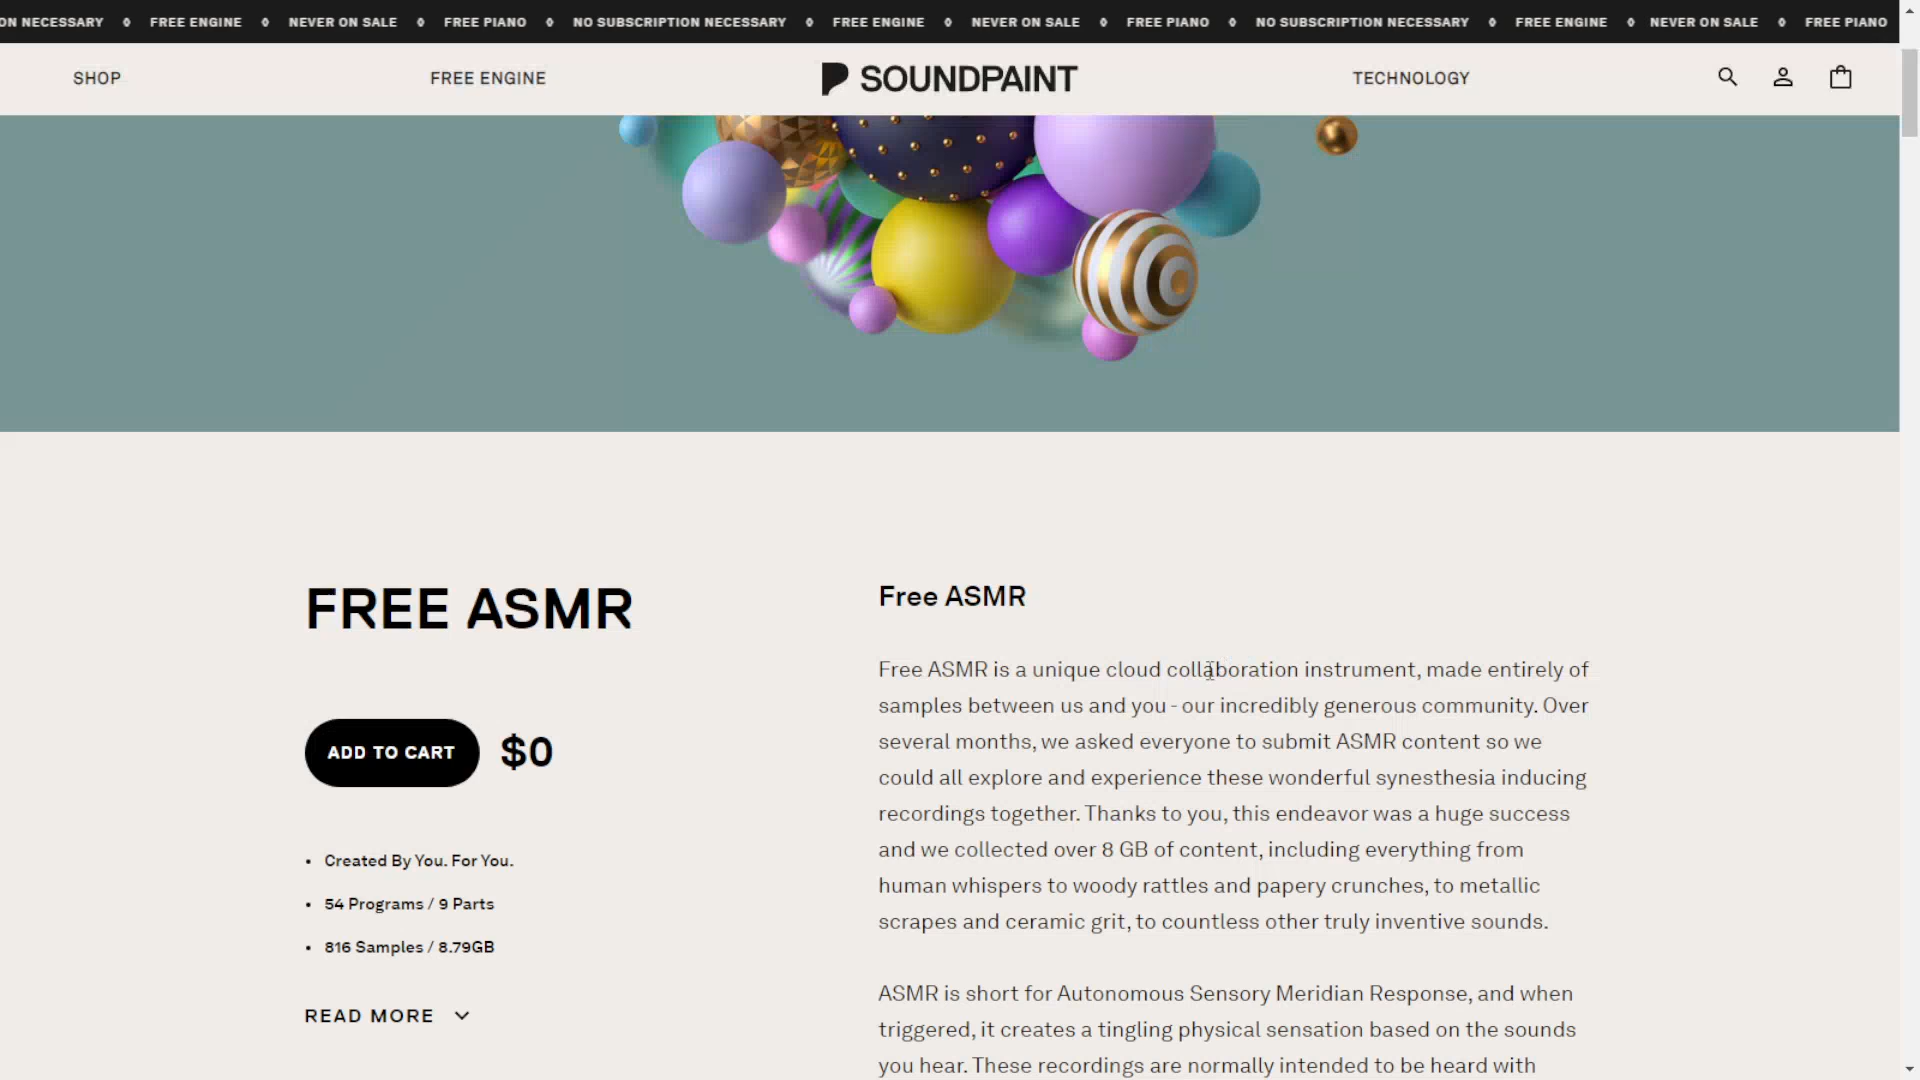 ON NECESSARY ◊ FREE ENGINE ◊ NEVER ON SALE ◊ FREE PIANO ◊ NO SUBSCRIPTION NECESSARY ◊ FREE ENGINE ◊ NEVER ON SALE ◊ FREE PIANO ◊ NO SUBSCRIPTION NECESSARY ◊ FREE ENGINE ◊ NEVER ON SALE ◊ FREE PIANO
SHOP FREE ENGINE SOUNDPAINT TECHNOLOGY
FREE ASMR
ADD TO CART $0
• Created By You. For You.
• 54 Programs / 9 Parts
• 816 Samples / 8.79GB
READ MORE
Free ASMR
Free ASMR is a unique cloud collaboration instrument, made entirely of
samples between us and you - our incredibly generous community. Over
several months, we asked everyone to submit ASMR content so we
could all explore and experience these wonderful synesthesia inducing
recordings together. Thanks to you, this endeavor was a huge success
and we collected over 8 GB of content, including everything from
human whispers to woody rattles and papery crunches, to metallic
scrapes and ceramic grit, to countless other truly inventive sounds.
ASMR is short for Autonomous Sensory Meridian Response, and when
triggered, it creates a tingling physical sensation based on the sounds
you hear. These recordings are normally intended to be heard with